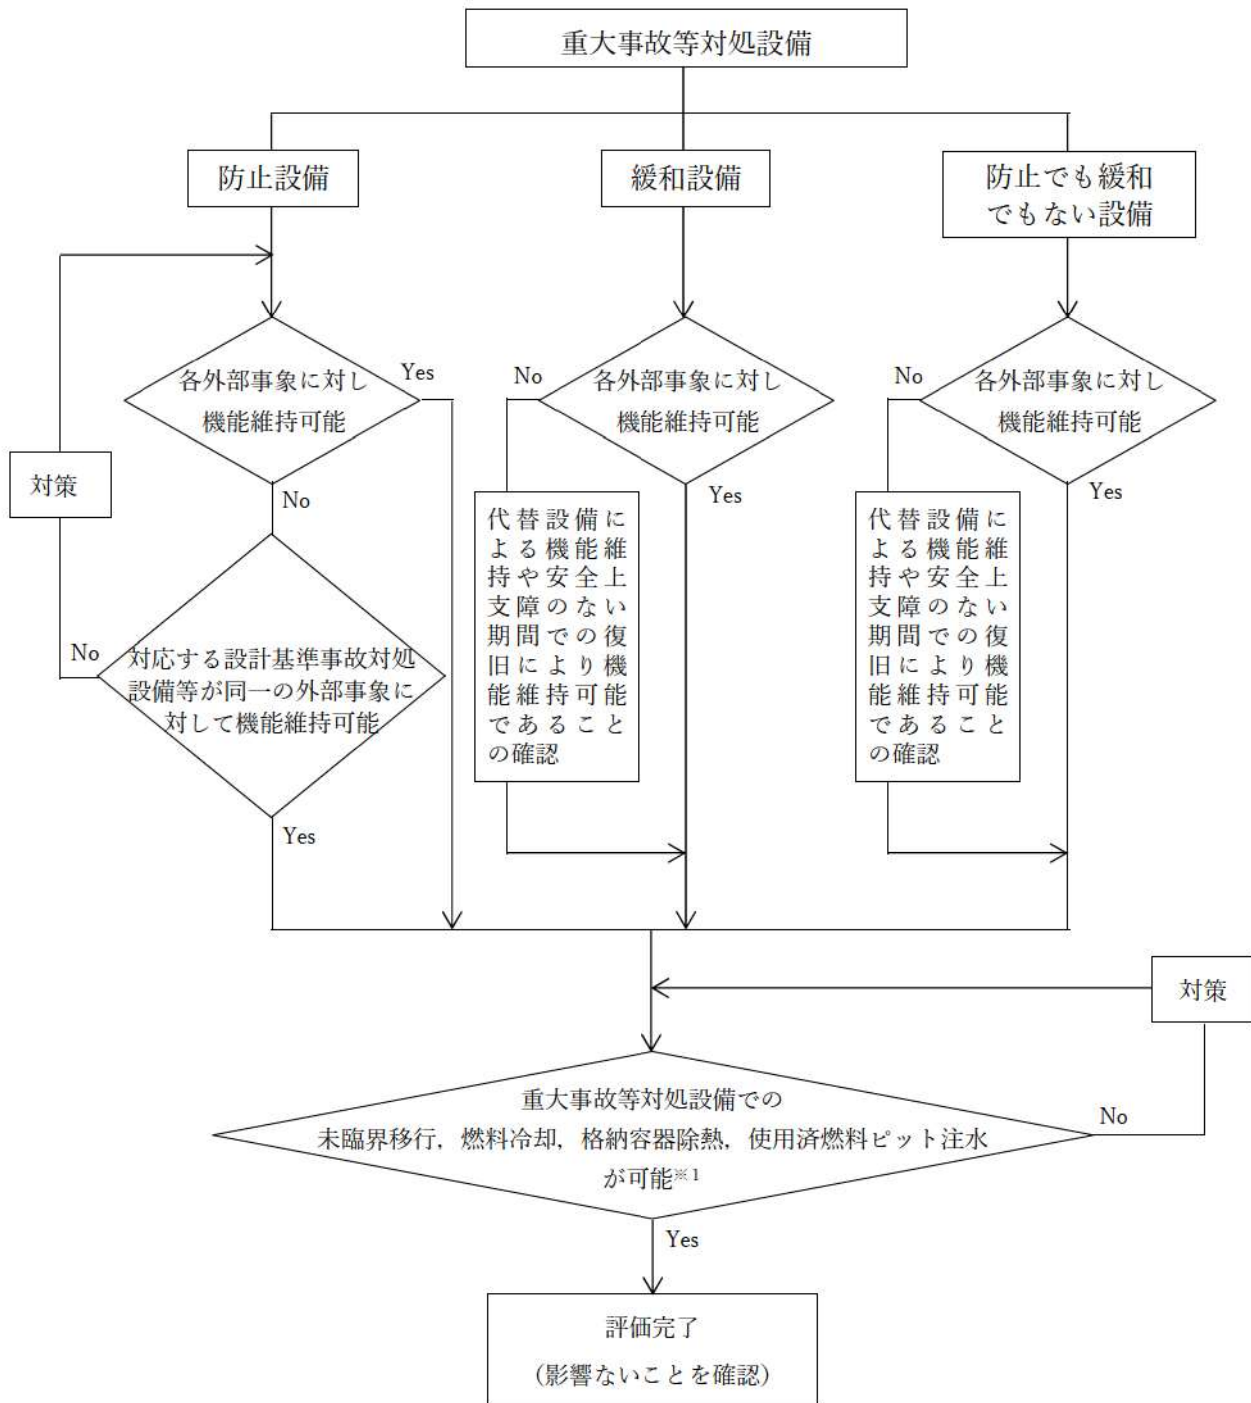 重大事故等対処設備
防止設備
緩和設備
防止でも緩和
でもない設備
各外部事象に対し
機能維持可能
Yes
No
対策
対応する設計基準事故対処
設備等が同一の外部事象に
対して機能維持可能
No
Yes
各外部事象に対し
機能維持可能
No
Yes
代替設備に
よる機能維
持や安全上
支障のない
期間での復
旧により機
能維持可能
であること
の確認
各外部事象に対し
機能維持可能
No
Yes
代替設備に
よる機能維
持や安全上
支障のない
期間での復
旧により機
能維持可能
であること
の確認
対策
重大事故等対処設備での
未臨界移行，燃料冷却，格納容器除熱，使用済燃料ピット注水
が可能※1
No
Yes
評価完了
（影響ないことを確認）